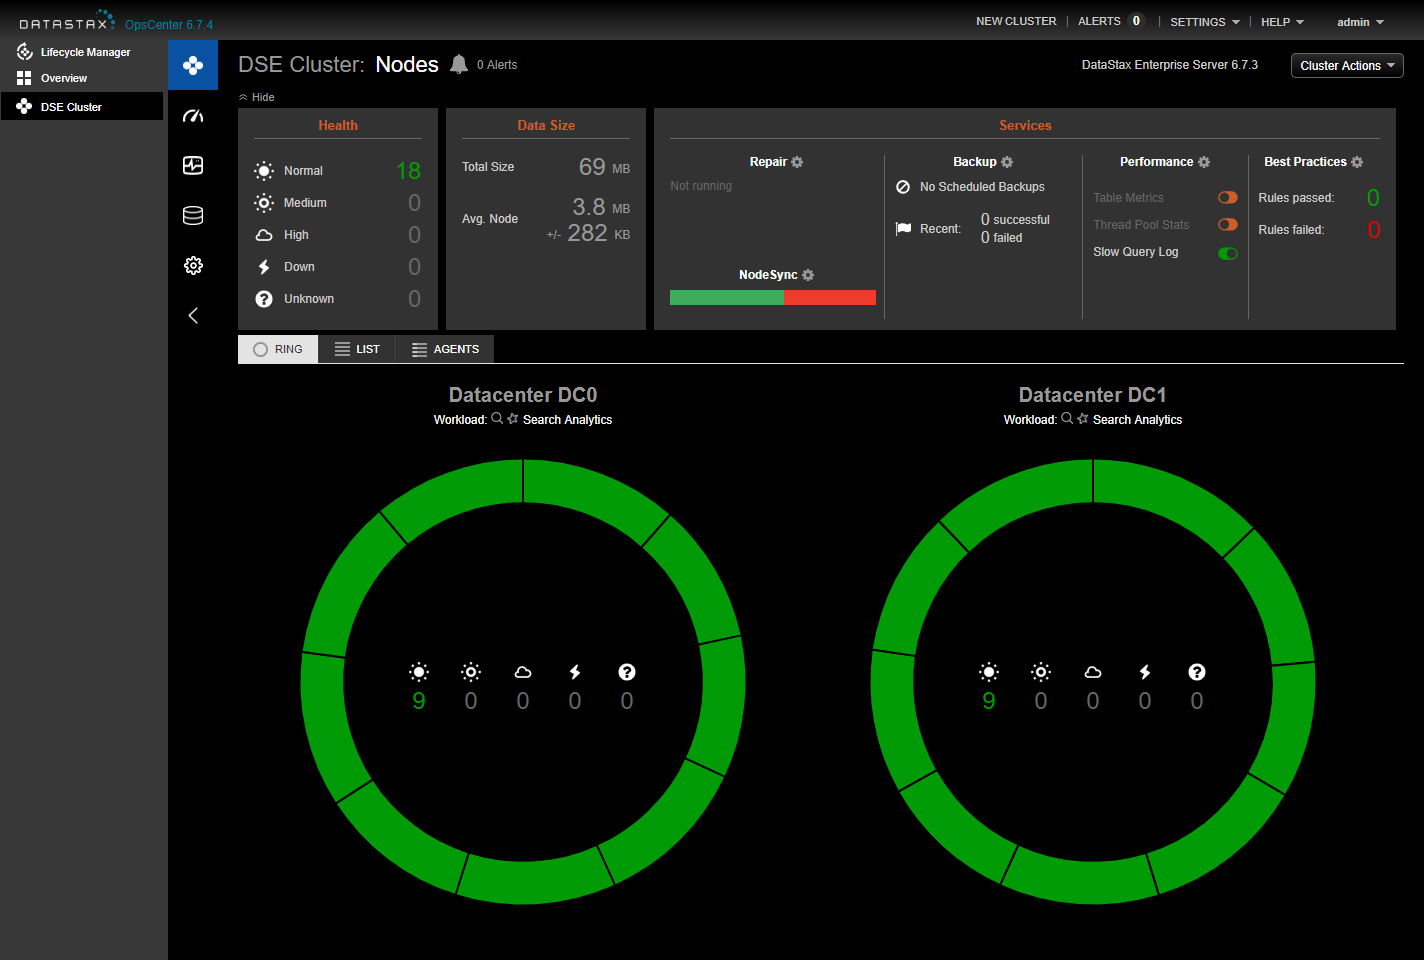 DATASTAX OpsCenter 6.7.4
NEW CLUSTER | ALERTS 0 | SETTINGS | HELP admin
Lifecycle Manager
Overview
DSE Cluster
DSE Cluster: Nodes 0 Alerts
DataStax Enterprise Server 6.7.3
Cluster Actions
Hide
Health
Normal 18
Medium 0
High 0
Down 0
? Unknown 0
Data Size
Total Size 69 MB
Avg. Node 3.8 MB
+/- 282 KB
Services
Repair
Not running
NodeSync
Backup
No Scheduled Backups
Recent: 0 successful
0 failed
Performance
Table Metrics
Thread Pool Stats
Slow Query Log
Best Practices
Rules passed: 0
Rules failed: 0
RING LIST AGENTS
Datacenter DC0
Workload: Search Analytics
?
9 0 0 0 0
Datacenter DC1
Workload: Search Analytics
?
9 0 0 0 0